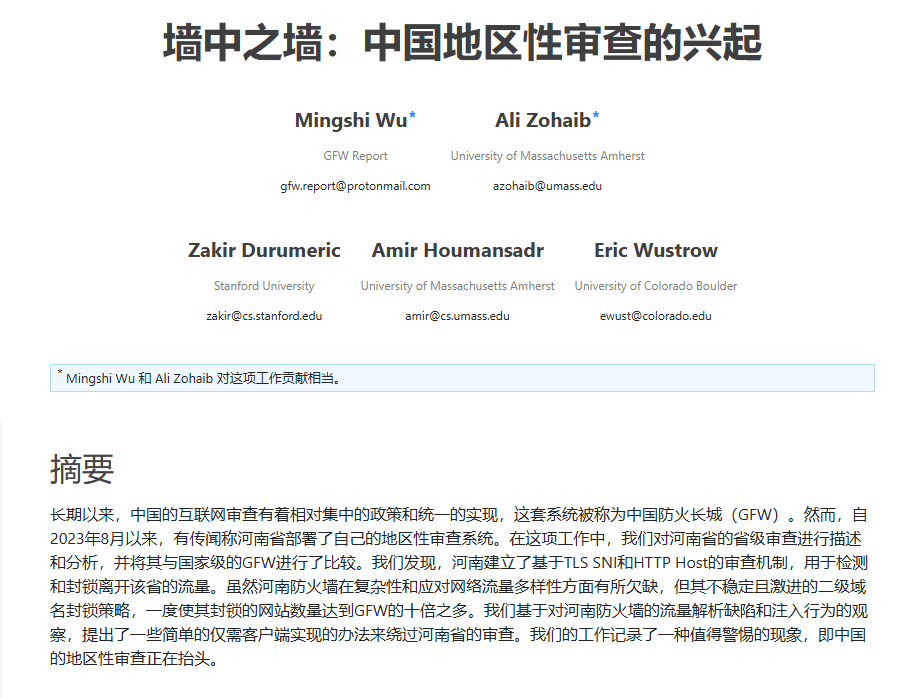 墙中之墙：中国地区性审查的兴起
Mingshi Wu* Ali Zohaib*
GFW Report University of Massachusetts Amherst
gfw.report@protonmail.com azohaib@umass.edu
Zakir Durumeric Amir Houmansadr Eric Wustrow
Stanford University University of Massachusetts Amherst University of Colorado Boulder
zakir@cs.stanford.edu amir@cs.umass.edu ewust@colorado.edu
* Mingshi Wu 和 Ali Zohaib 对这项工作贡献相当。
摘要
长期以来，中国的互联网审查有着相对集中的政策和统一的实现，这套系统被称为中国防火长城（GFW）。然而，自
2023年8月以来，有传闻称河南省部署了自己的地区性审查系统。在这项工作中，我们对河南省的省级审查进行描述
和分析，并将其与国家级的GFW进行了比较。我们发现，河南建立了基于TLS SNI和HTTP Host的审查机制，用于检测
和封锁离开该省的流量。虽然河南防火墙在复杂性和应对网络流量多样性方面有所欠缺，但其不稳定且激进的二级域
名封锁策略，一度使其封锁的网站数量达到GFW的十倍之多。我们基于对河南防火墙的流量解析缺陷和注入行为的观
察，提出了一些简单的仅需客户端实现的办法来绕过河南省的审查。我们的工作记录了一种值得警惕的现象，即中国
的地区性审查正在抬头。